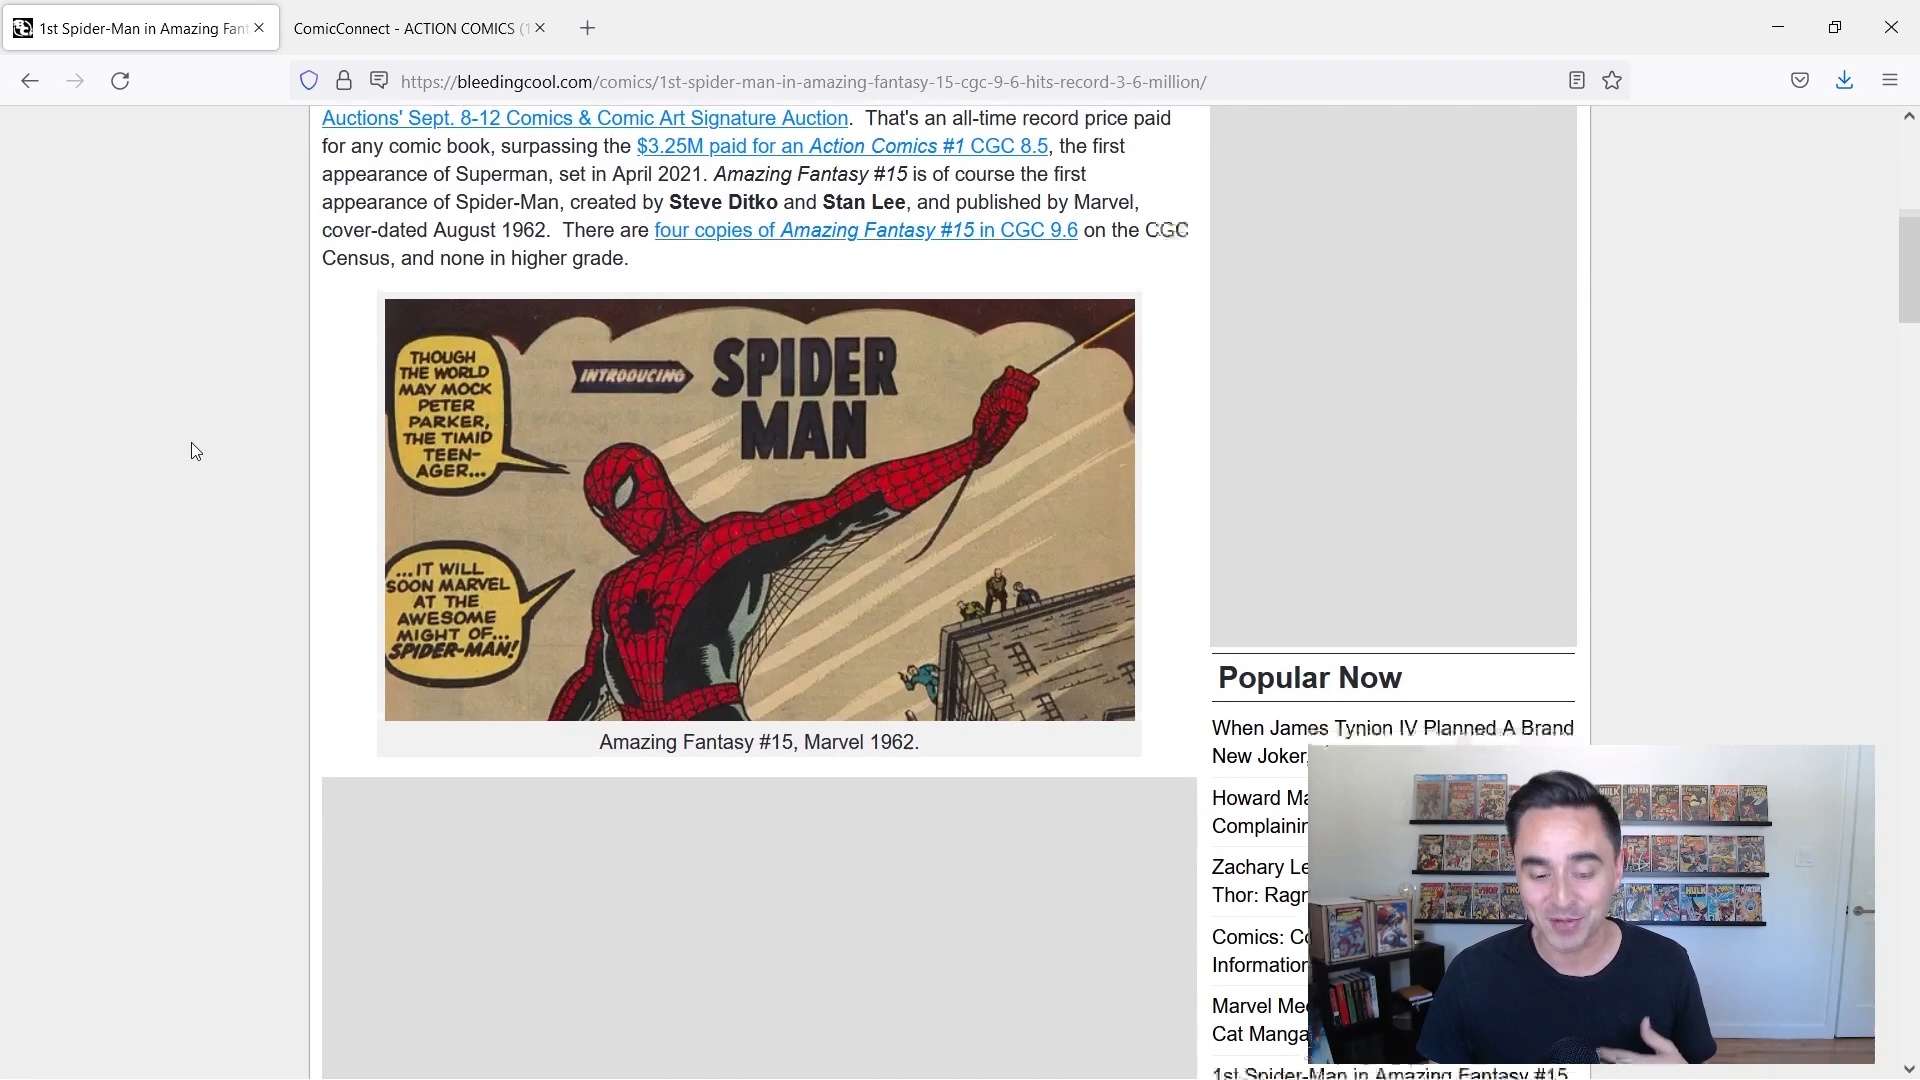 1st Spider-Man in Amazing Fant
ComicConnect - ACTION COMICS (1
https://bleedingcool.com/comics/1st-spider-man-in-amazing-fantasy-15-cgc-9-6-hits-record-3-6-million/
Auctions' Sept. 8-12 Comics & Comic Art Signature Auction.  That's an all-time record price paid
for any comic book, surpassing the $3.25M paid for an Action Comics #1 CGC 8.5, the first
appearance of Superman, set in April 2021. Amazing Fantasy #15 is of course the first
appearance of Spider-Man, created by Steve Ditko and Stan Lee, and published by Marvel,
cover-dated August 1962.  There are four copies of Amazing Fantasy #15 in CGC 9.6 on the CGC
Census, and none in higher grade.
THOUGH
THE WORLD
MAY MOCK
PETER
PARKER,
THE TIMID
TEEN-
AGER...
INTRODUCING
SPIDER
MAN
...IT WILL
SOON MARVEL
AT THE
AWESOME
MIGHT OF...
SPIDER-MAN!
Amazing Fantasy #15, Marvel 1962.
Popular Now
When James Tynion IV Planned A Brand
New Joker,
Howard Ma
Complainin
Zachary Le
Thor: Ragr
Comics: Co
Information
Marvel Mee
Cat Manga
1st Spider-Man in Amazing Fantasy #15